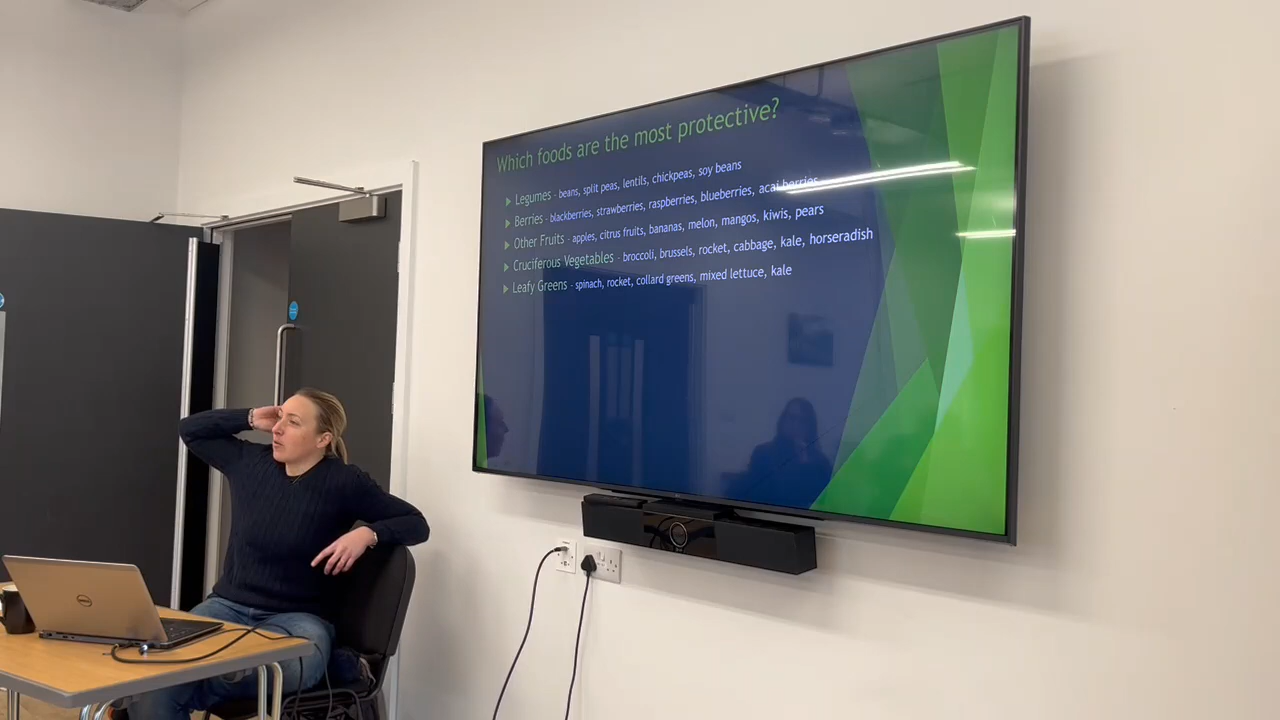 Which foods are the most protective?
Legumes - beans, split peas, lentils, chickpeas, soy beans
Berries - blackberries, strawberries, raspberries, blueberries, acai berries
Other Fruits - apples, citrus fruits, bananas, melon, mangos, kiwis, pears
Cruciferous Vegetables - broccoli, brussels, rocket, cabbage, kale, horseradish
Leafy Greens - spinach, rocket, collard greens, mixed lettuce, kale
DELL